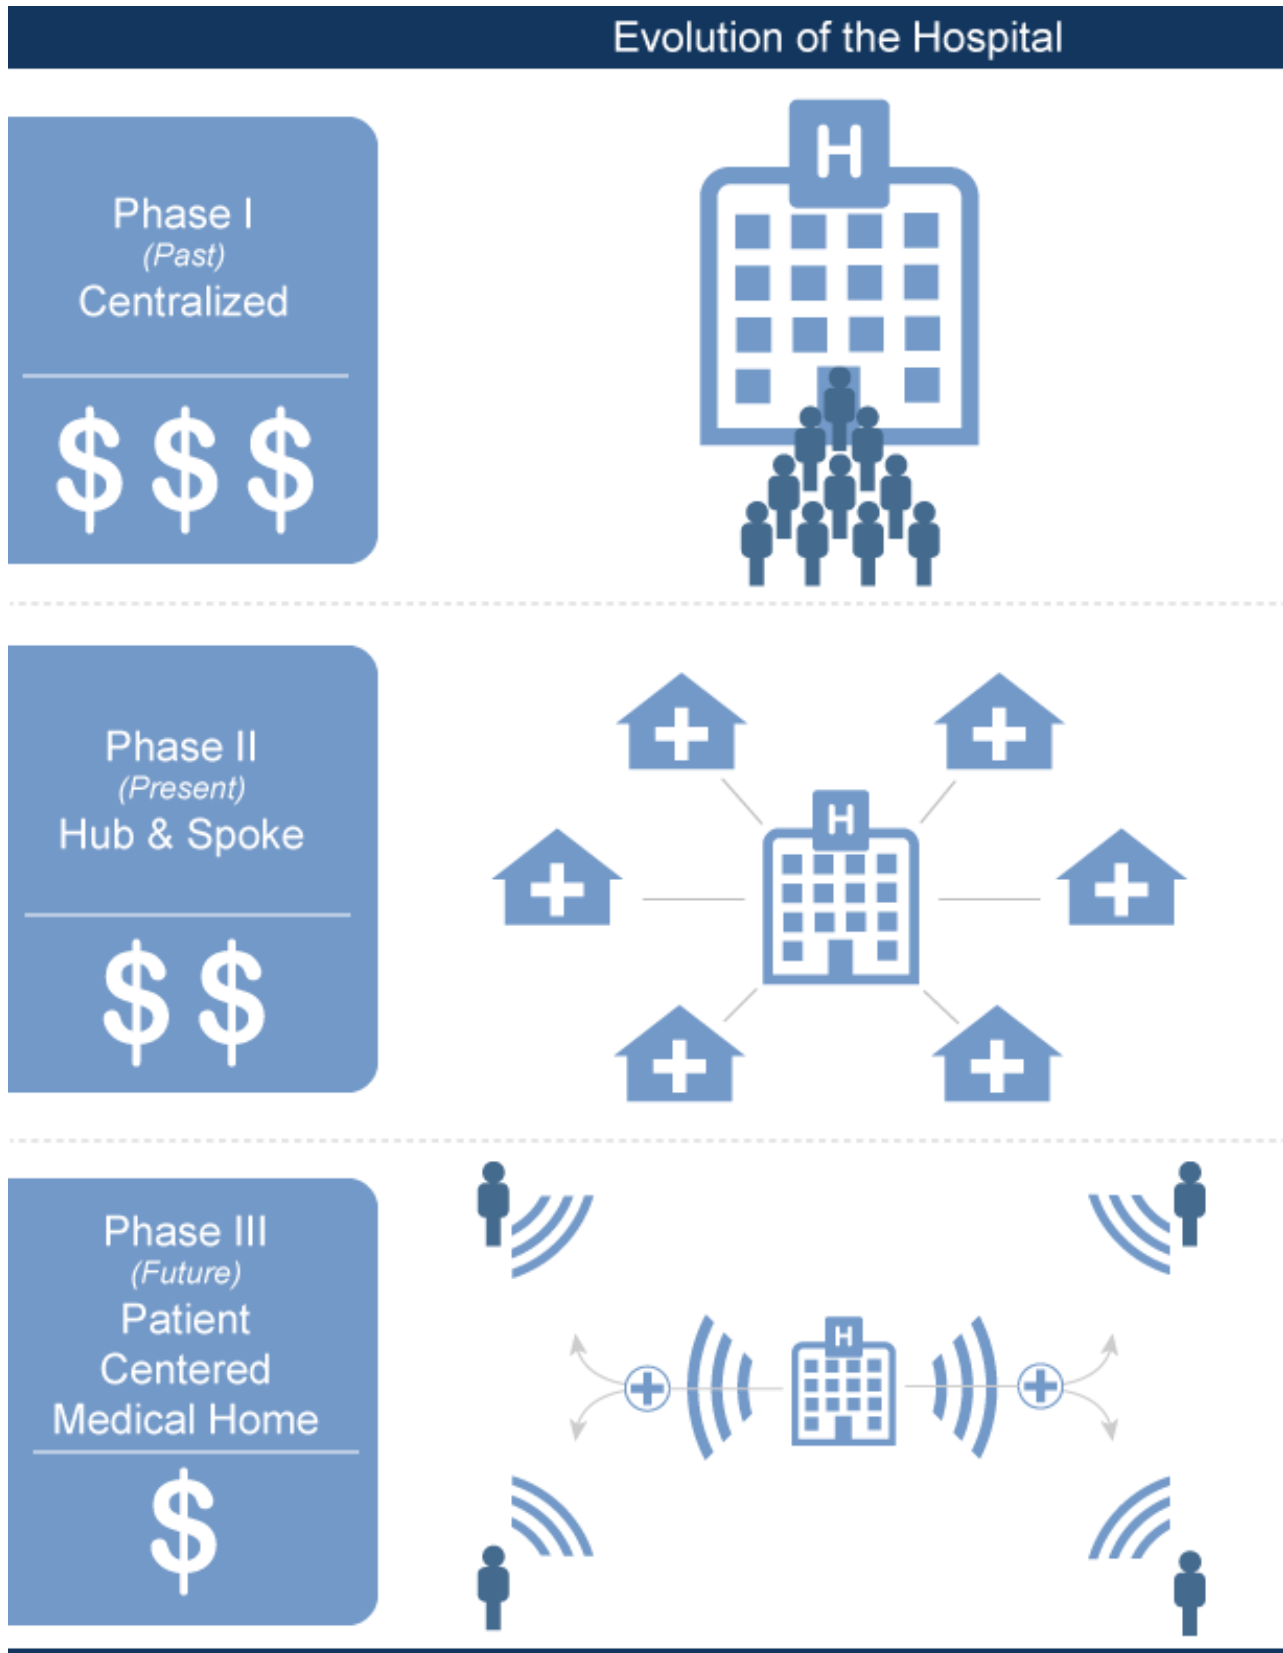 Evolution of the Hospital
H
Phase I
(Past)
Centralized
$ $ $
Phase II
(Present)
Hub & Spoke
$ $
H
Phase III
(Future)
Patient
Centered
Medical Home
$
H